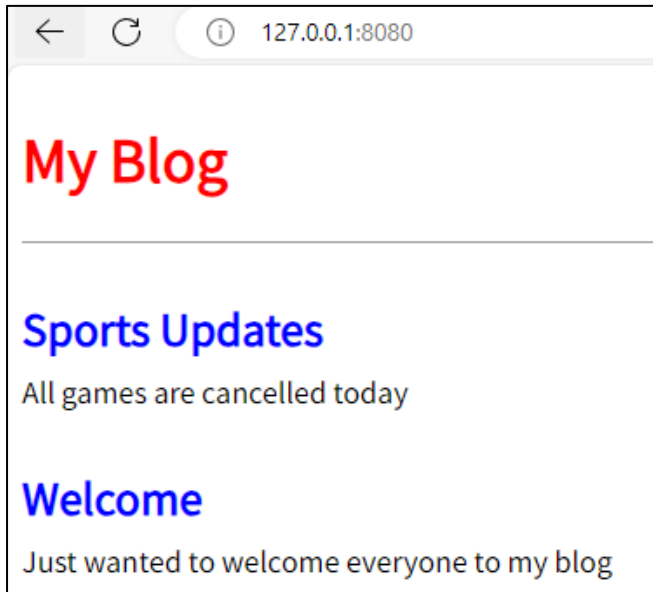 127.0.0.1:8080
My Blog
Sports Updates
All games are cancelled today
Welcome
Just wanted to welcome everyone to my blog